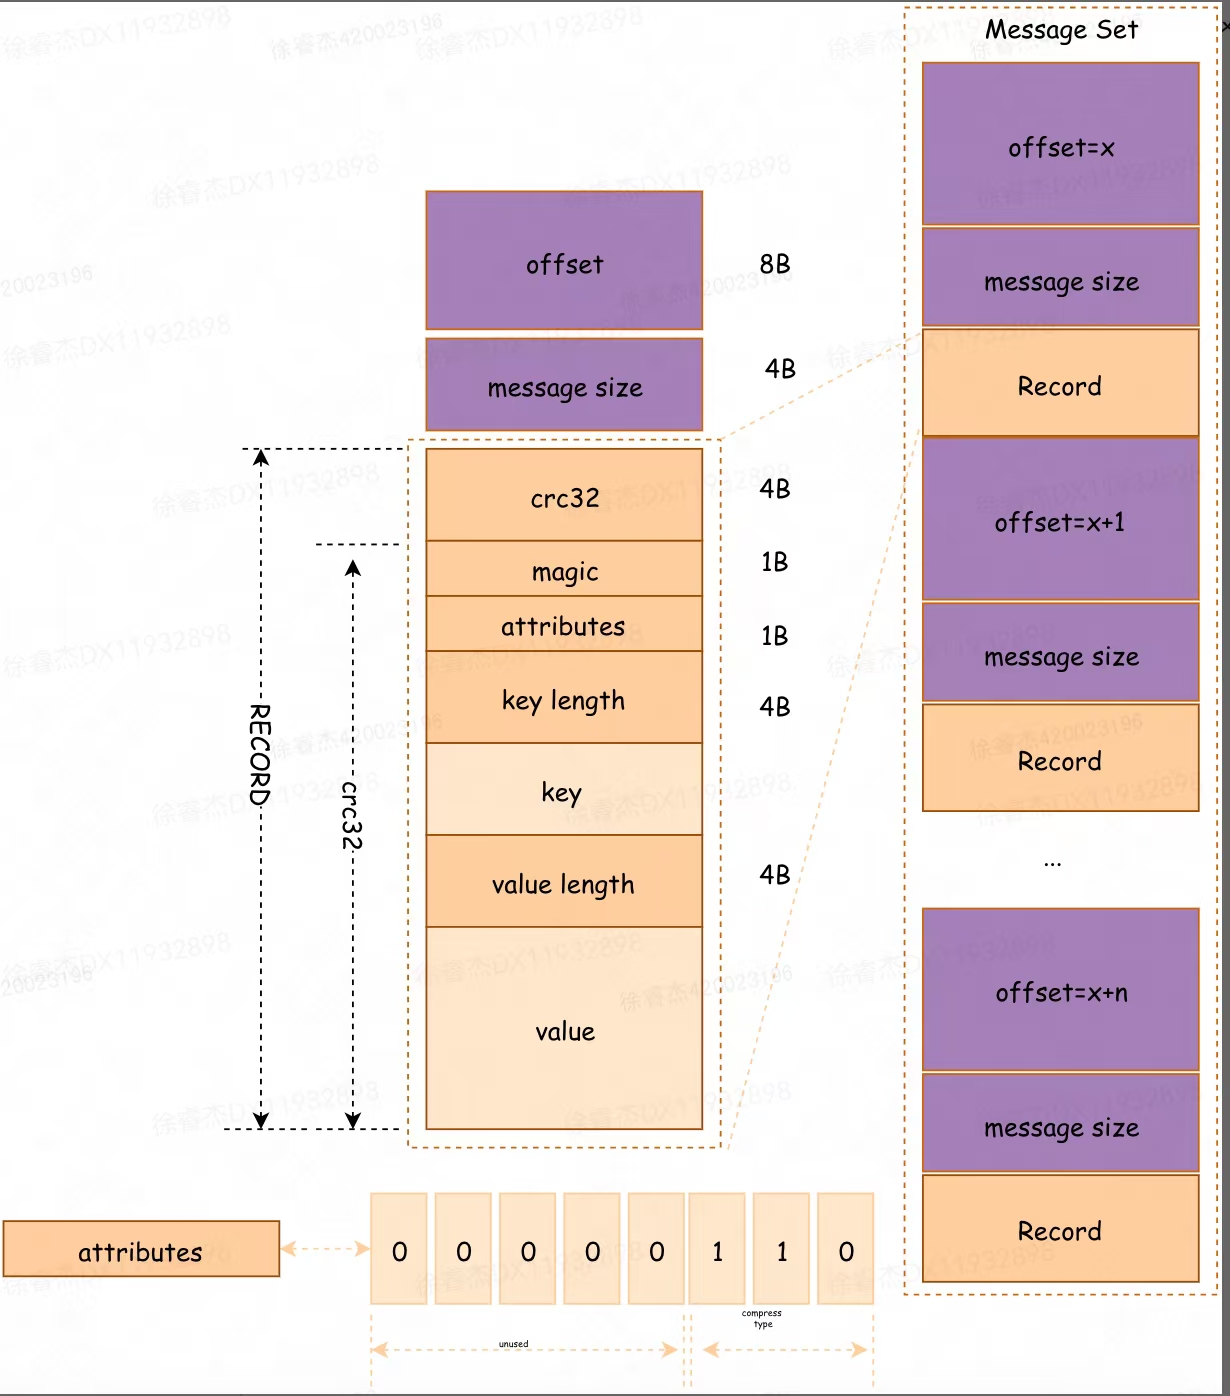 Message Set
offset=x
message size
Record
offset=x+1
message size
Record
...
offset=x+n
message size
Record
offset
8B
message size
4B
crc32
4B
magic
1B
attributes
1B
key length
4B
key
value length
4B
value
RECORD
crc32
attributes
0 0 0 0 0 1 1 0
unused
compress
type
徐睿杰DX11932898
徐睿杰420023196